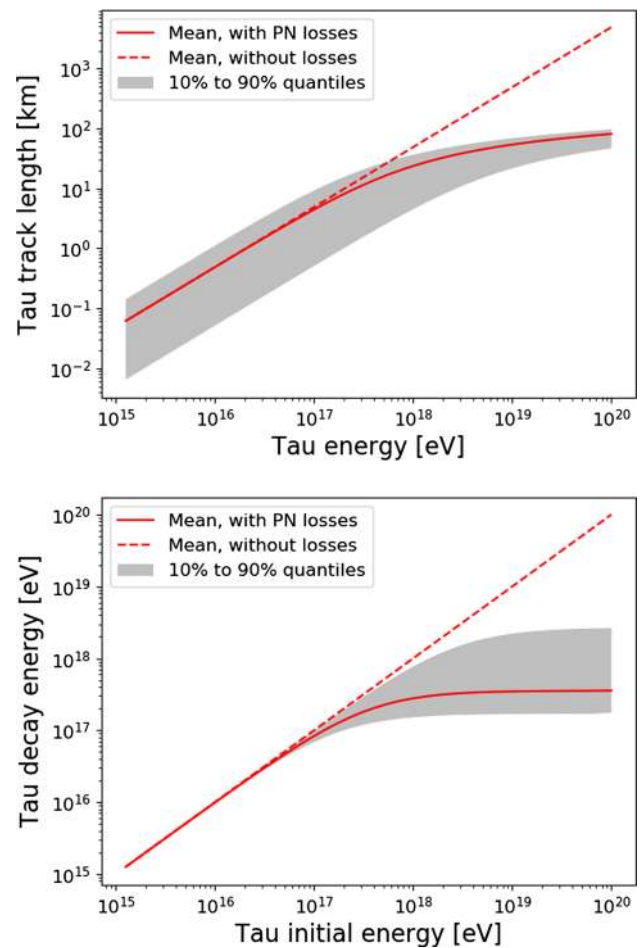 Mean, with PN losses
Mean, without losses
10% to 90% quantiles
Tau track length [km]
10³
10²
10¹
10⁰
10⁻¹
10⁻²
10¹⁵ 10¹⁶ 10¹⁷ 10¹⁸ 10¹⁹ 10²⁰
Tau energy [eV]
Mean, with PN losses
Mean, without losses
10% to 90% quantiles
Tau decay energy [eV]
10²⁰
10¹⁹
10¹⁸
10¹⁷
10¹⁶
10¹⁵
10¹⁵ 10¹⁶ 10¹⁷ 10¹⁸ 10¹⁹ 10²⁰
Tau initial energy [eV]